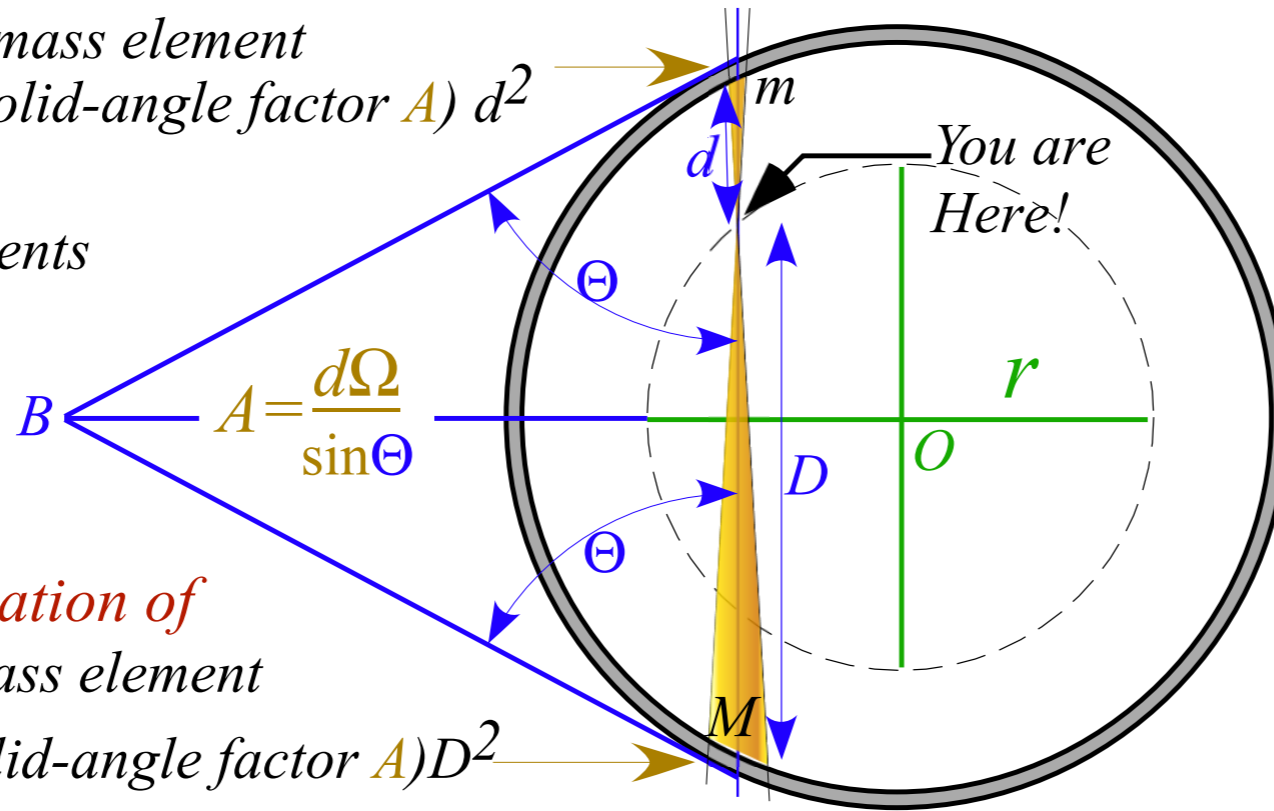 mass element
olid-angle factor A) d²
m
d
You are
Here!
ents
Θ
A = dΩ
sinΘ
B
r
O
D
Θ
ation of
ass element
M
lid-angle factor A)D²